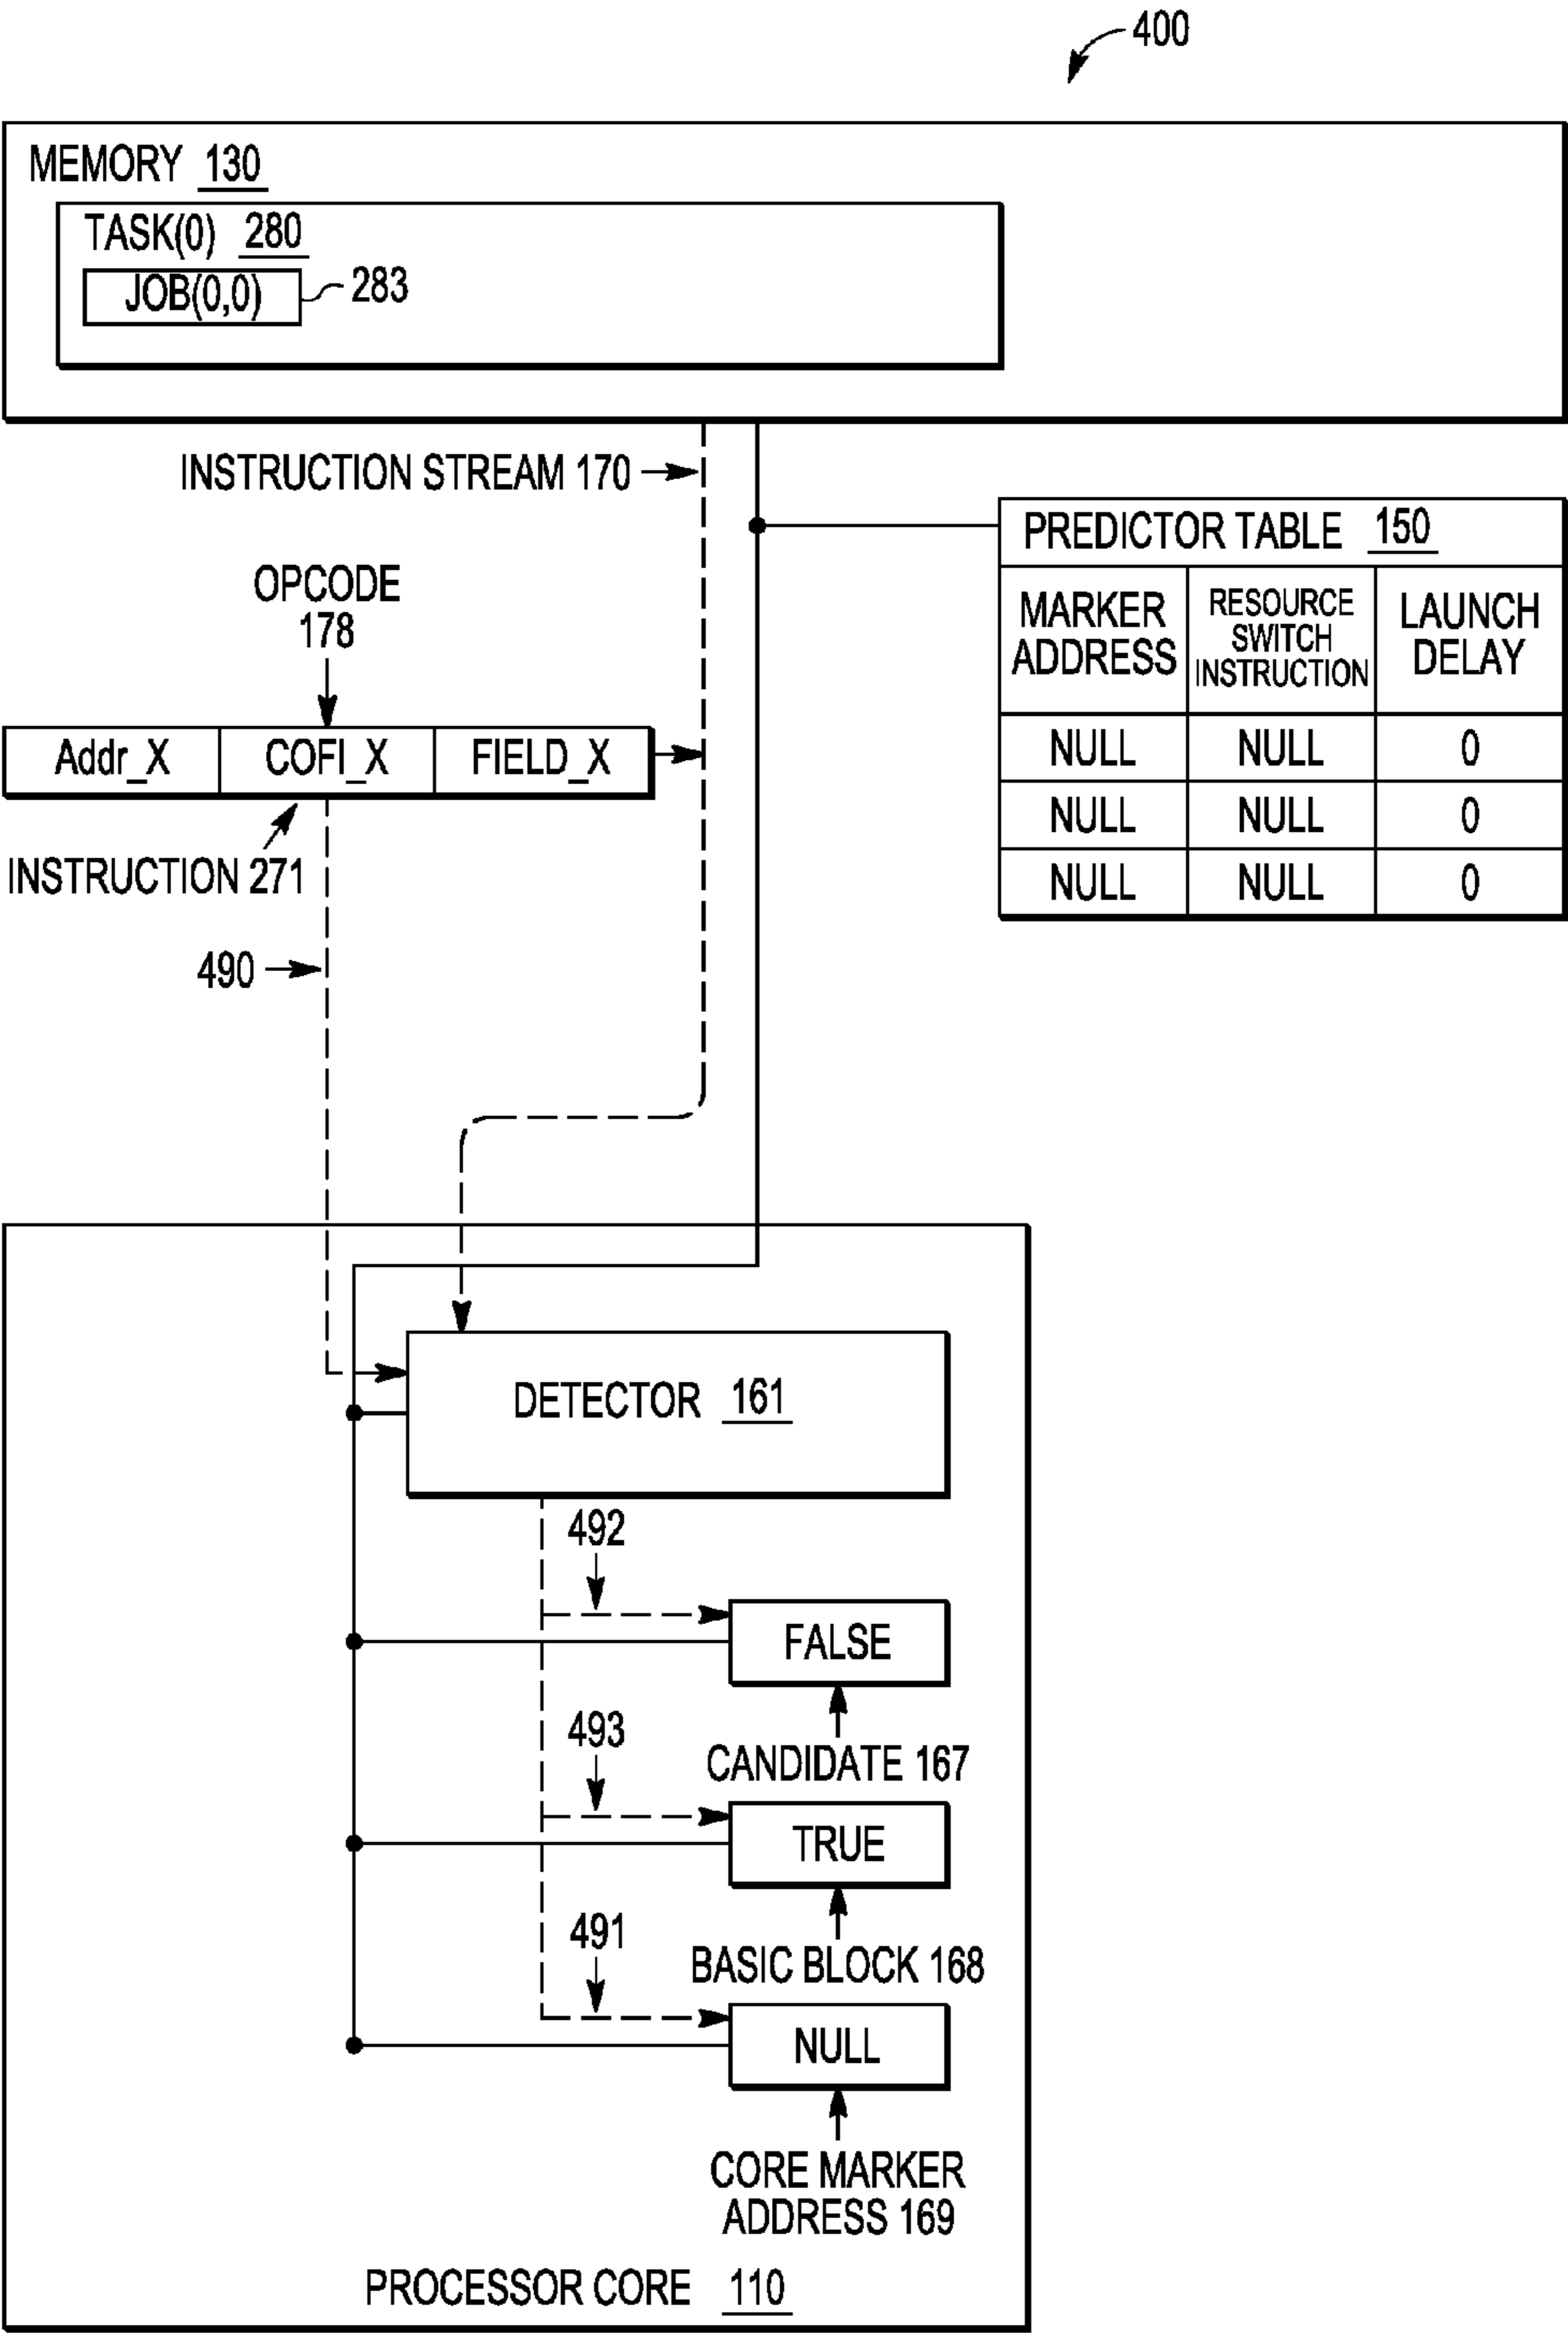 400
MEMORY 130
TASK(0) 280
JOB(0,0) 283
INSTRUCTION STREAM 170
PREDICTOR TABLE 150
MARKER
ADDRESS
RESOURCE
SWITCH
INSTRUCTION
LAUNCH
DELAY
NULL NULL 0
NULL NULL 0
NULL NULL 0
OPCODE
178
Addr_X COFI_X FIELD_X
INSTRUCTION 271
490
DETECTOR 161
492
FALSE
CANDIDATE 167
493
TRUE
BASIC BLOCK 168
491
NULL
CORE MARKER
ADDRESS 169
PROCESSOR CORE 110